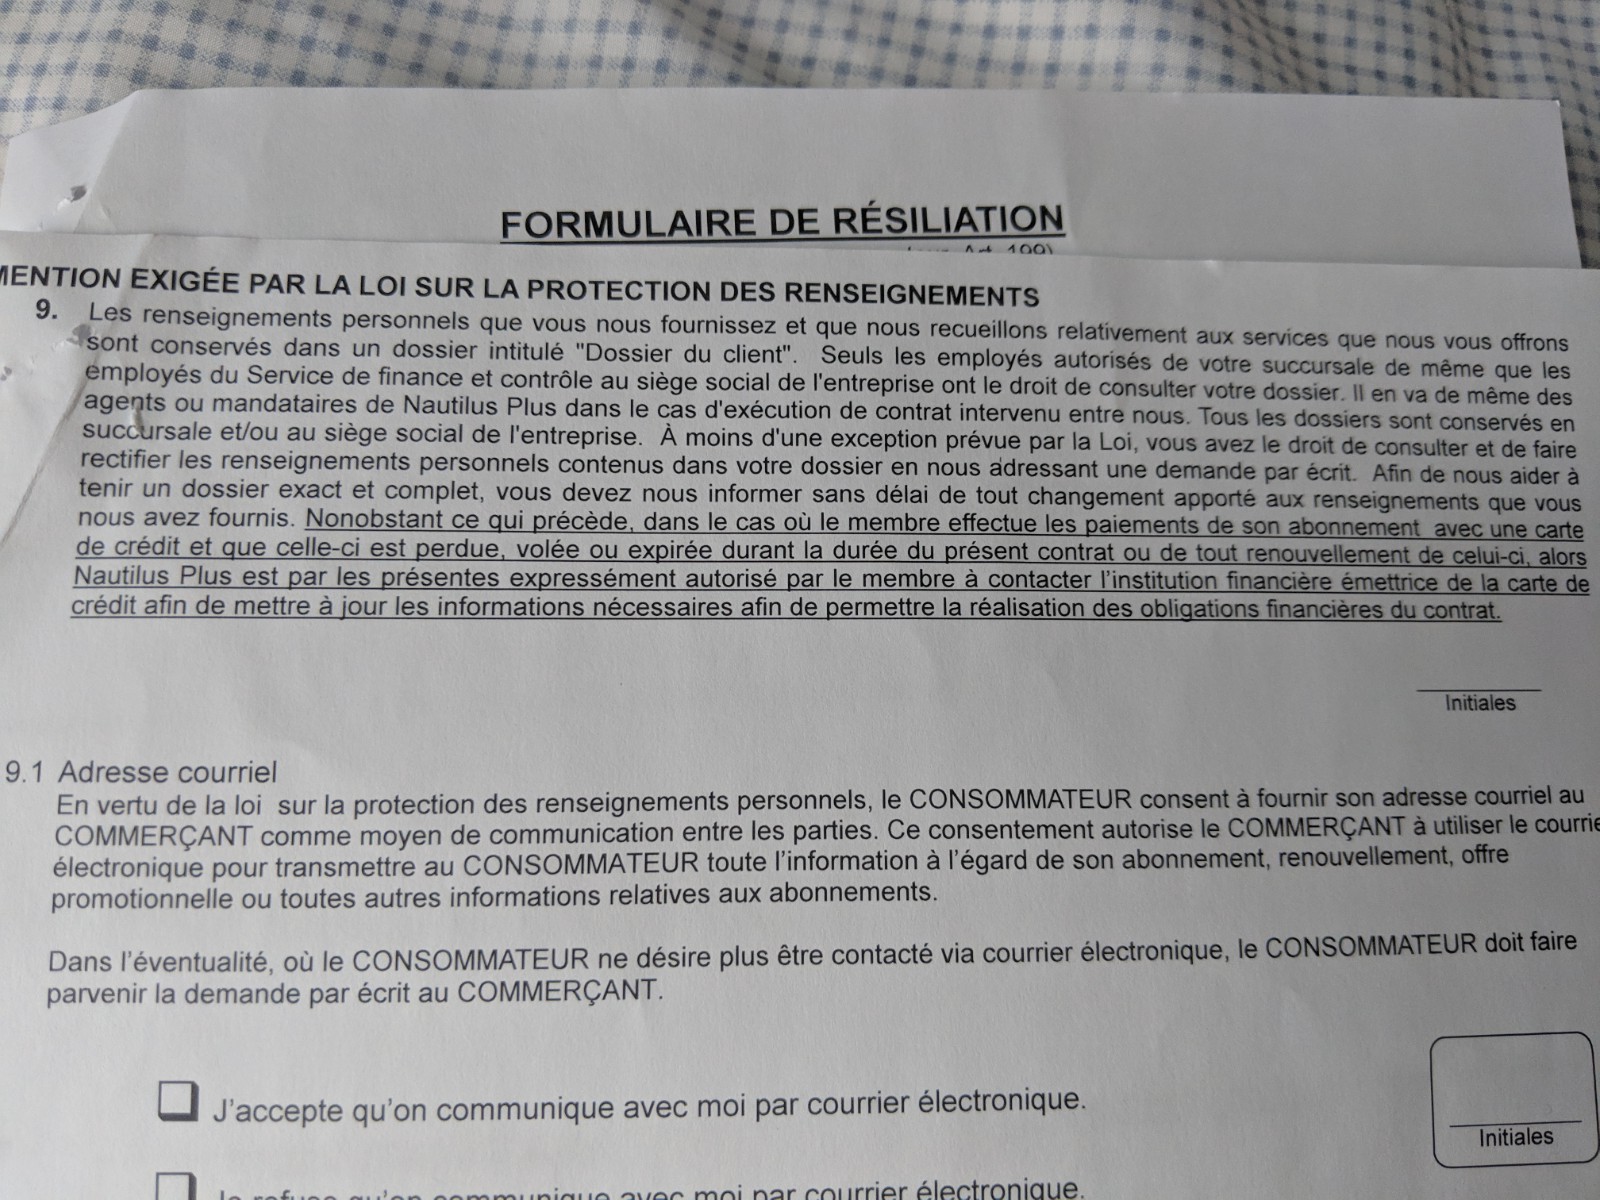 FORMULAIRE DE RÉSILIATION
Art. 199)
MENTION EXIGÉE PAR LA LOI SUR LA PROTECTION DES RENSEIGNEMENTS
9. Les renseignements personnels que vous nous fournissez et que nous recueillons relativement aux services que nous vous offrons
sont conservés dans un dossier intitulé "Dossier du client". Seuls les employés autorisés de votre succursale de même que les
employés du Service de finance et contrôle au siège social de l'entreprise ont le droit de consulter votre dossier. Il en va de même des
agents ou mandataires de Nautilus Plus dans le cas d'exécution de contrat intervenu entre nous. Tous les dossiers sont conservés en
succursale et/ou au siège social de l'entreprise. À moins d'une exception prévue par la Loi, vous avez le droit de consulter et de faire
rectifier les renseignements personnels contenus dans votre dossier en nous adressant une demande par écrit. Afin de nous aider à
tenir un dossier exact et complet, vous devez nous informer sans délai de tout changement apporté aux renseignements que vous
nous avez fournis. Nonobstant ce qui précède, dans le cas où le membre effectue les paiements de son abonnement avec une carte
de crédit et que celle-ci est perdue, volée ou expirée durant la durée du présent contrat ou de tout renouvellement de celui-ci, alors
Nautilus Plus est par les présentes expressément autorisé par le membre à contacter l'institution financière émettrice de la carte de
crédit afin de mettre à jour les informations nécessaires afin de permettre la réalisation des obligations financières du contrat.
Initiales
9.1 Adresse courriel
En vertu de la loi sur la protection des renseignements personnels, le CONSOMMATEUR consent à fournir son adresse courriel au
COMMERÇANT comme moyen de communication entre les parties. Ce consentement autorise le COMMERÇANT à utiliser le courrie
électronique pour transmettre au CONSOMMATEUR toute l'information à l'égard de son abonnement, renouvellement, offre
promotionnelle ou toutes autres informations relatives aux abonnements.
Dans l'éventualité, où le CONSOMMATEUR ne désire plus être contacté via courrier électronique, le CONSOMMATEUR doit faire
parvenir la demande par écrit au COMMERÇANT.
J'accepte qu'on communique avec moi par courrier électronique.
Initiales
Je refuse qu'on communique avec moi par courrier électronique.